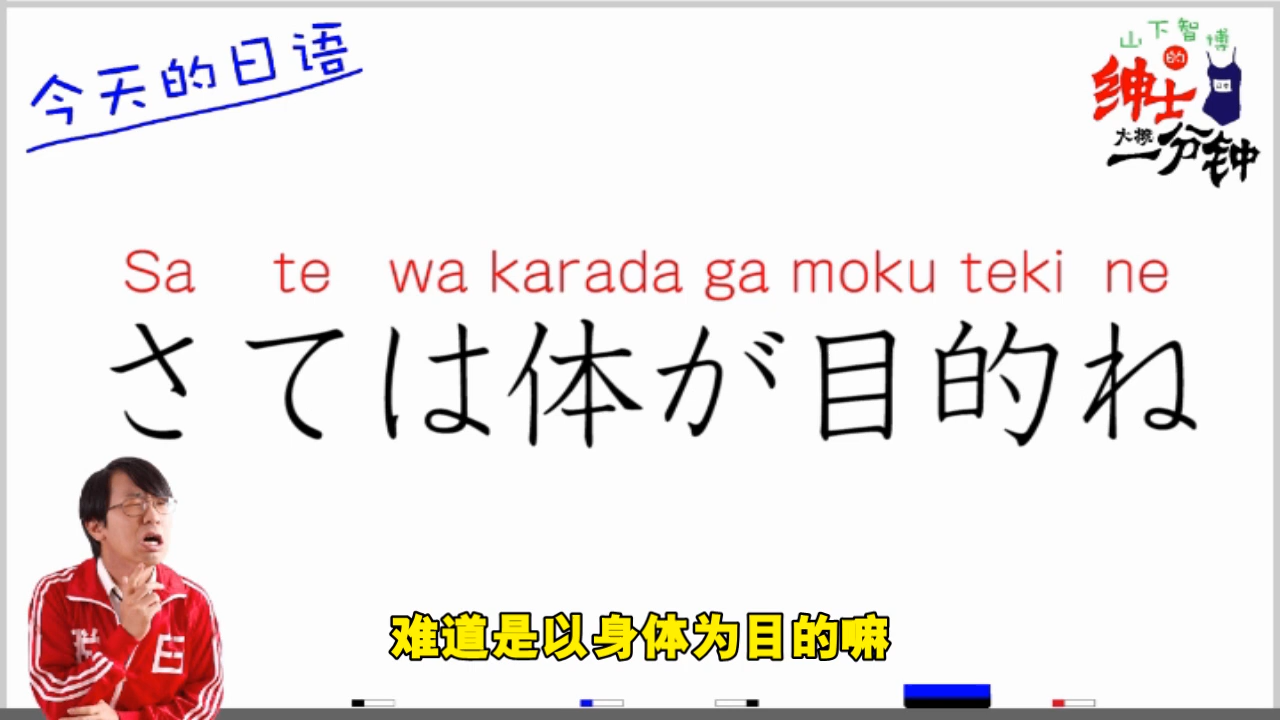 今天的日语
山下智博
的
绅士
大概
一分钟
Sa te wa karada ga moku teki ne
さては体が目的ね
难道是以身体为目的嘛